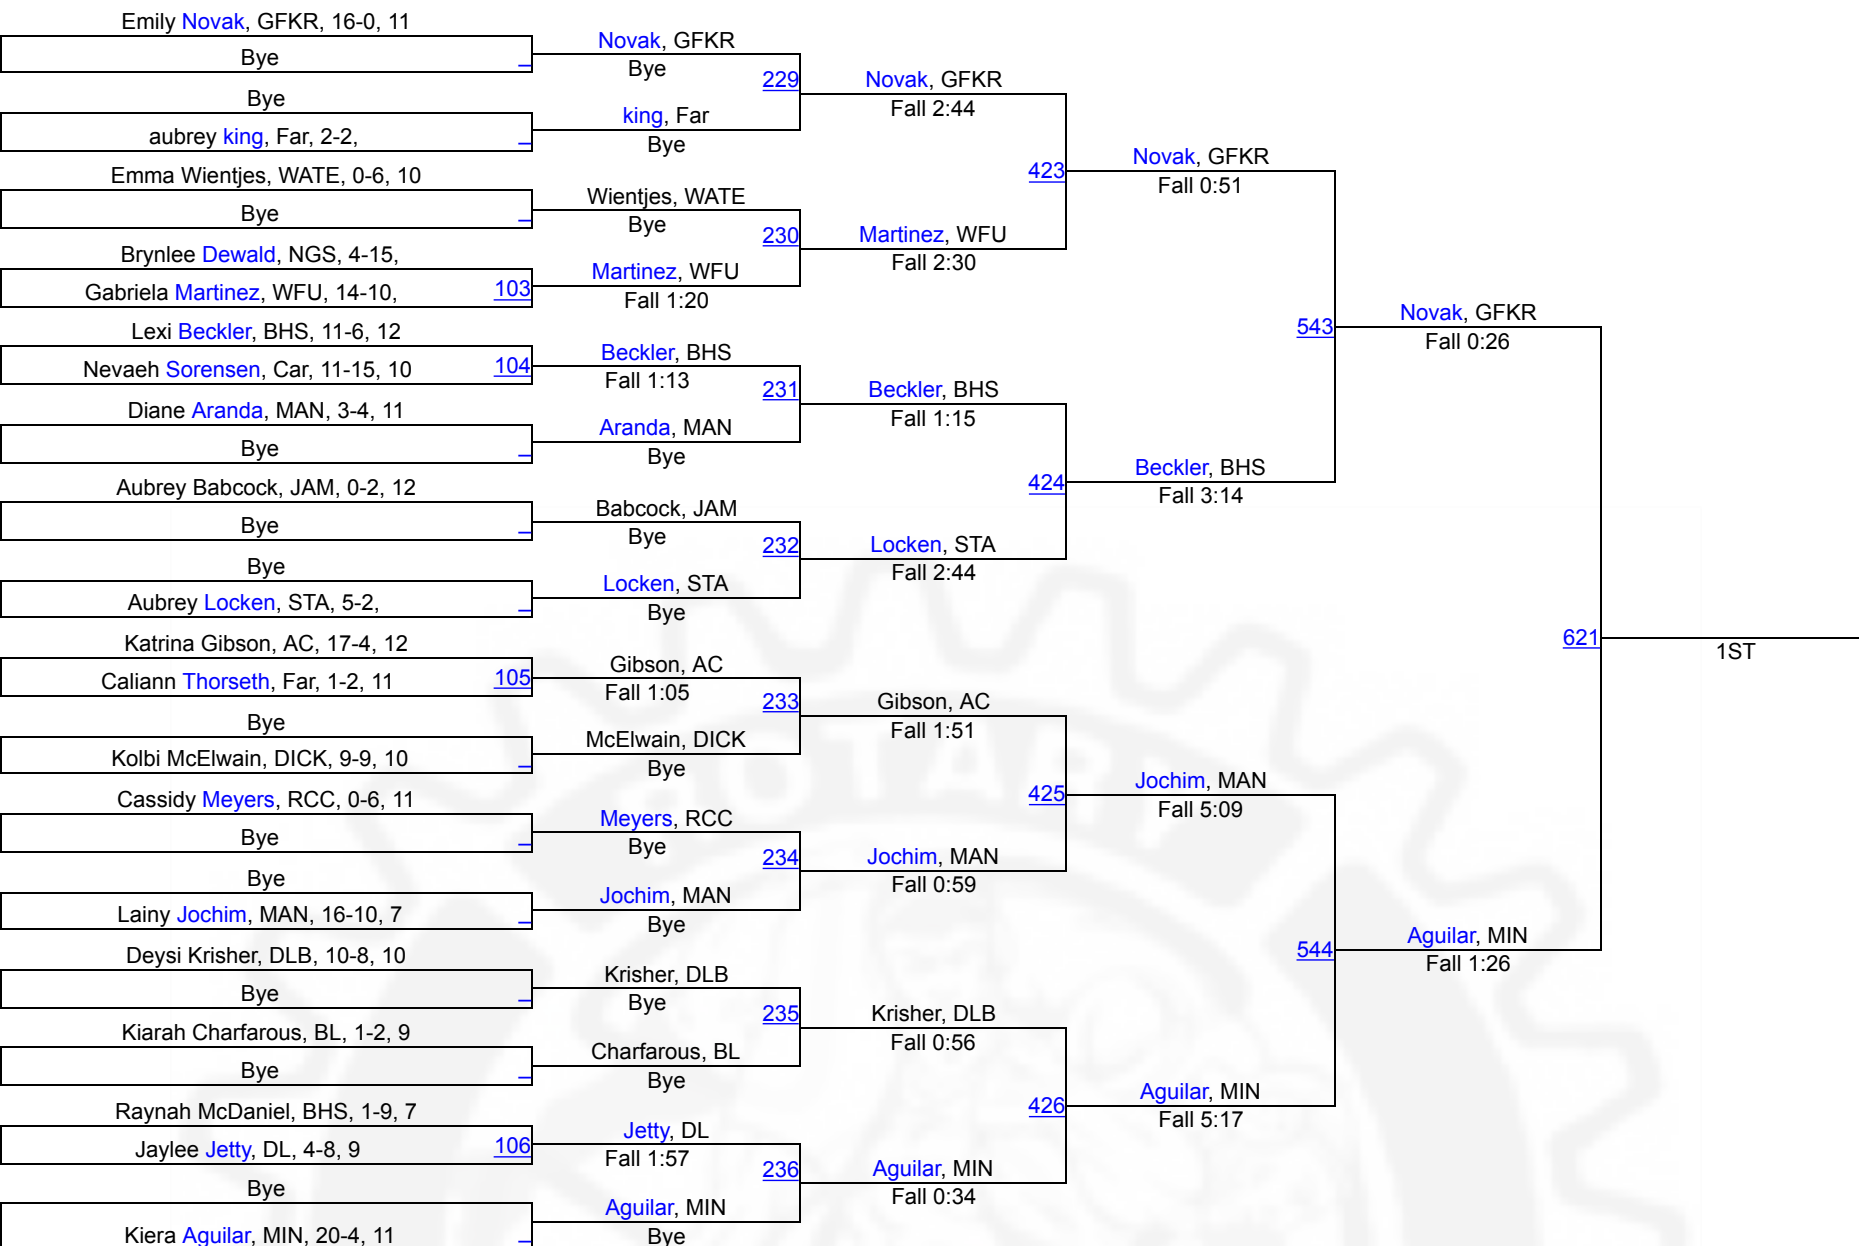 Emily Novak, GFKR, 16-0, 11
Bye
Bye
aubrey king, Far, 2-2,
Emma Wientjes, WATE, 0-6, 10
Bye
Brynlee Dewald, NGS, 4-15,
Gabriela Martinez, WFU, 14-10,
103
Lexi Beckler, BHS, 11-6, 12
Nevaeh Sorensen, Car, 11-15, 10
104
Diane Aranda, MAN, 3-4, 11
Bye
Aubrey Babcock, JAM, 0-2, 12
Bye
Bye
Aubrey Locken, STA, 5-2,
Katrina Gibson, AC, 17-4, 12
Caliann Thorseth, Far, 1-2, 11
105
Bye
Kolbi McElwain, DICK, 9-9, 10
Cassidy Meyers, RCC, 0-6, 11
Bye
Bye
Lainy Jochim, MAN, 16-10, 7
Deysi Krisher, DLB, 10-8, 10
Bye
Kiarah Charfarous, BL, 1-2, 9
Bye
Raynah McDaniel, BHS, 1-9, 7
Jaylee Jetty, DL, 4-8, 9
106
Bye
Kiera Aguilar, MIN, 20-4, 11
Novak, GFKR
Bye
229
king, Far
Bye
Wientjes, WATE
Bye
230
Martinez, WFU
Fall 1:20
Beckler, BHS
Fall 1:13
231
Aranda, MAN
Bye
Babcock, JAM
Bye
232
Locken, STA
Bye
Gibson, AC
Fall 1:05
233
McElwain, DICK
Bye
Meyers, RCC
Bye
234
Jochim, MAN
Bye
Krisher, DLB
Bye
235
Charfarous, BL
Bye
Jetty, DL
Fall 1:57
236
Aguilar, MIN
Bye
Novak, GFKR
Fall 2:44
423
Martinez, WFU
Fall 2:30
Beckler, BHS
Fall 1:15
424
Locken, STA
Fall 2:44
Gibson, AC
Fall 1:51
425
Jochim, MAN
Fall 0:59
Krisher, DLB
Fall 0:56
426
Aguilar, MIN
Fall 0:34
Novak, GFKR
Fall 0:51
543
Beckler, BHS
Fall 3:14
Jochim, MAN
Fall 5:09
544
Aguilar, MIN
Fall 5:17
Novak, GFKR
Fall 0:26
621
Aguilar, MIN
Fall 1:26
1ST
ROTARY